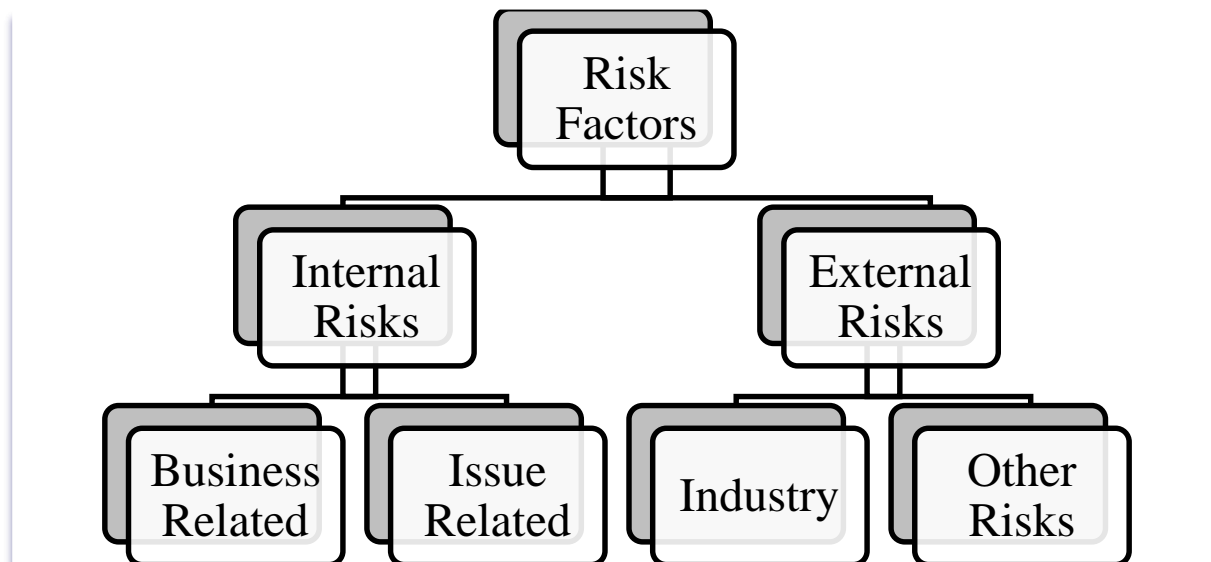 Risk
Factors
Internal
Risks
External
Risks
Business
Related
Issue
Related
Industry
Other
Risks